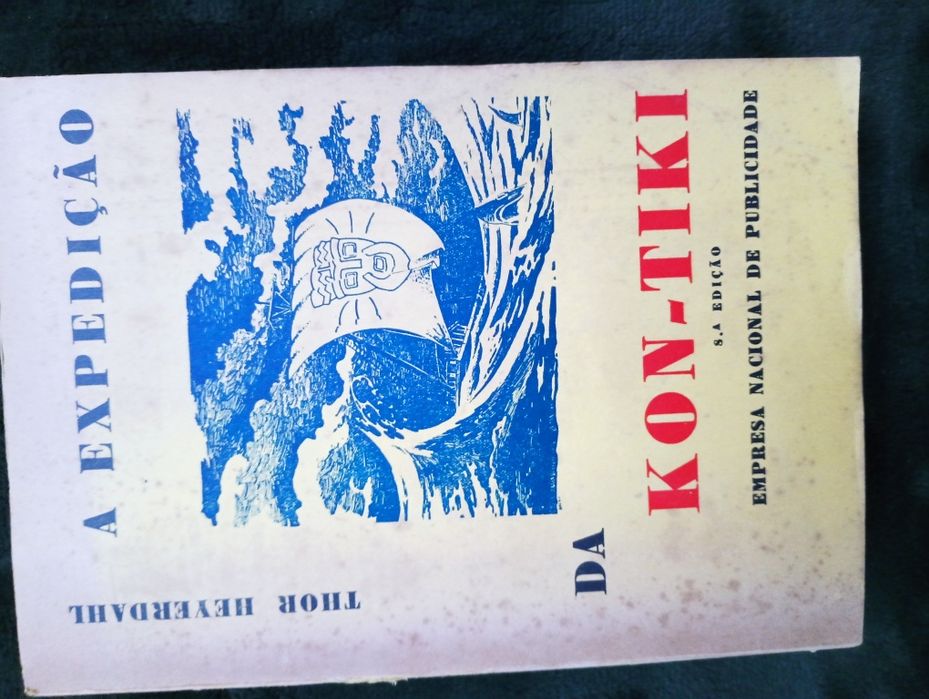 THOR HEYERDAHL
A EXPEDIÇÃO
DA
KON-TIKI
8.A EDIÇÃO
EMPRESA NACIONAL DE PUBLICIDADE